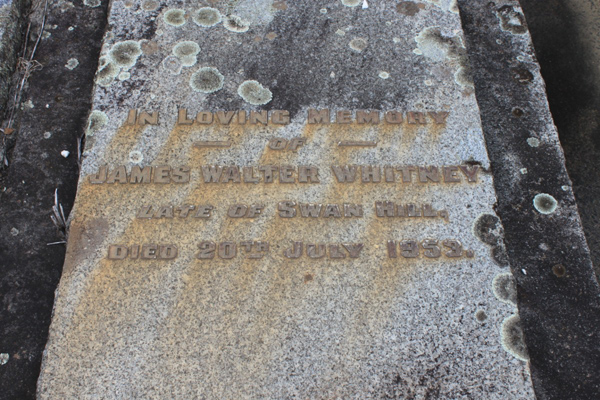 IN LOVING MEMORY
— OF —
JAMES WALTER WHITNEY
LATE OF SWAN HILL,
DIED 20TH JULY 1953.